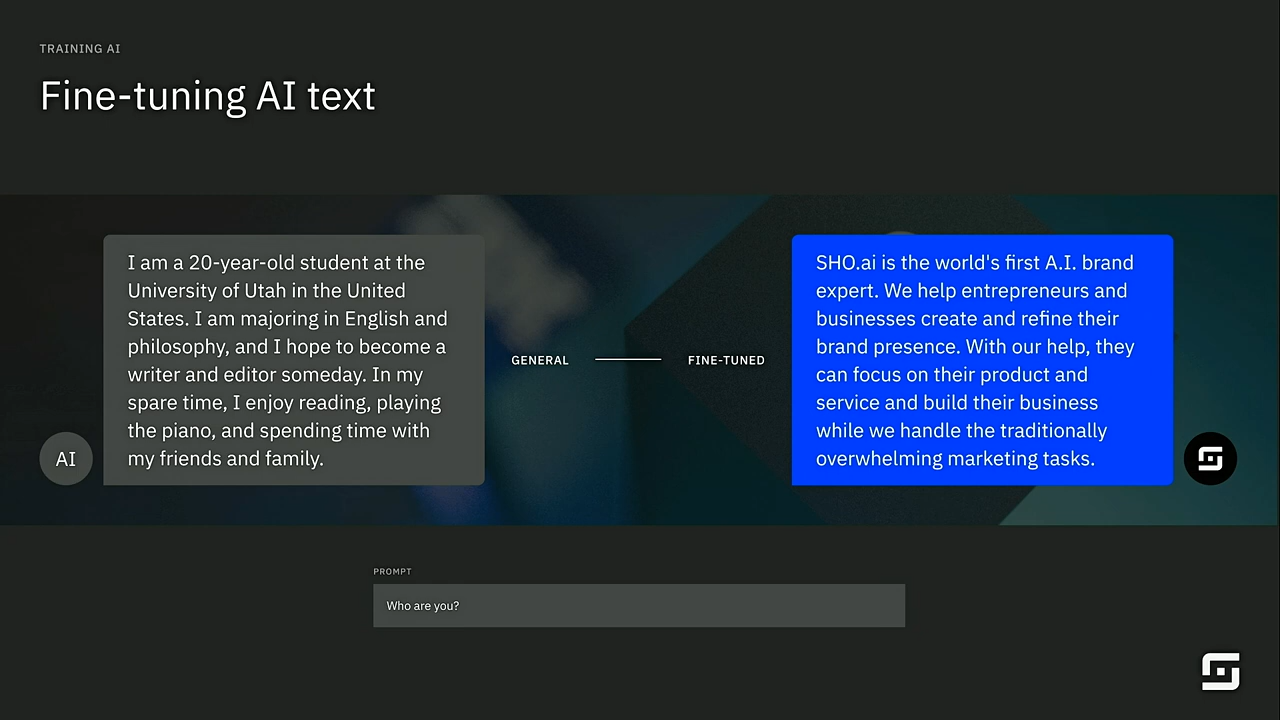 TRAINING AI
Fine-tuning AI text
I am a 20-year-old student at the
University of Utah in the United
States. I am majoring in English and
philosophy, and I hope to become a
writer and editor someday. In my
spare time, I enjoy reading, playing
the piano, and spending time with
my friends and family.
AI
GENERAL
FINE-TUNED
SHO.ai is the world's first A.I. brand
expert. We help entrepreneurs and
businesses create and refine their
brand presence. With our help, they
can focus on their product and
service and build their business
while we handle the traditionally
overwhelming marketing tasks.
PROMPT
Who are you?